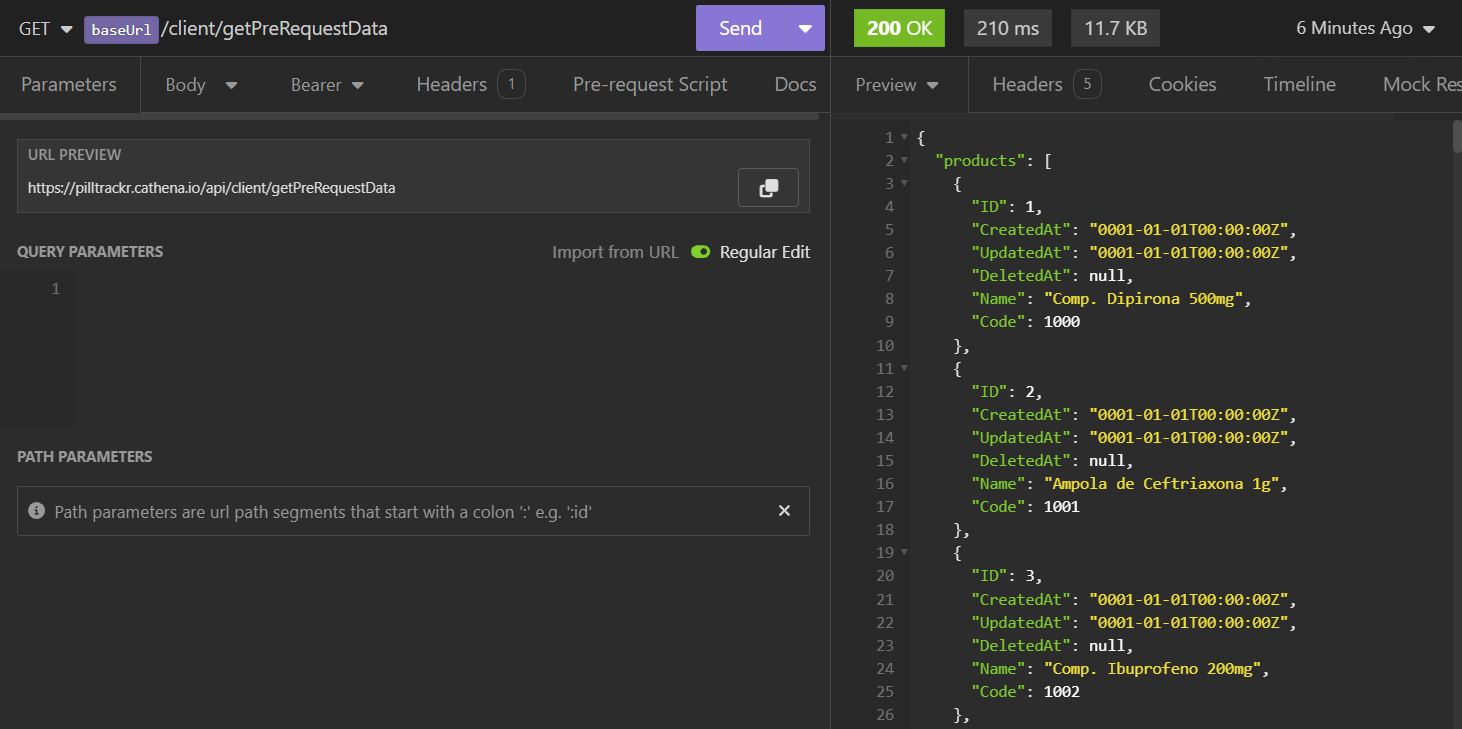 GET baseUrl /client/getPreRequestData Send 200 OK 210 ms 11.7 KB 6 Minutes Ago
Parameters Body Bearer Headers 1 Pre-request Script Docs Preview Headers 5 Cookies Timeline Mock Res
URL PREVIEW
https://pilltrackr.cathena.io/api/client/getPreRequestData
QUERY PARAMETERS Import from URL Regular Edit
1
PATH PARAMETERS
Path parameters are url path segments that start with a colon ':' e.g. ':id'
1 {
2 "products": [
3 {
4 "ID": 1,
5 "CreatedAt": "0001-01-01T00:00:00Z",
6 "UpdatedAt": "0001-01-01T00:00:00Z",
7 "DeletedAt": null,
8 "Name": "Comp. Dipirona 500mg",
9 "Code": 1000
10 },
11 {
12 "ID": 2,
13 "CreatedAt": "0001-01-01T00:00:00Z",
14 "UpdatedAt": "0001-01-01T00:00:00Z",
15 "DeletedAt": null,
16 "Name": "Ampola de Ceftriaxona 1g",
17 "Code": 1001
18 },
19 {
20 "ID": 3,
21 "CreatedAt": "0001-01-01T00:00:00Z",
22 "UpdatedAt": "0001-01-01T00:00:00Z",
23 "DeletedAt": null,
24 "Name": "Comp. Ibuprofeno 200mg",
25 "Code": 1002
26 },